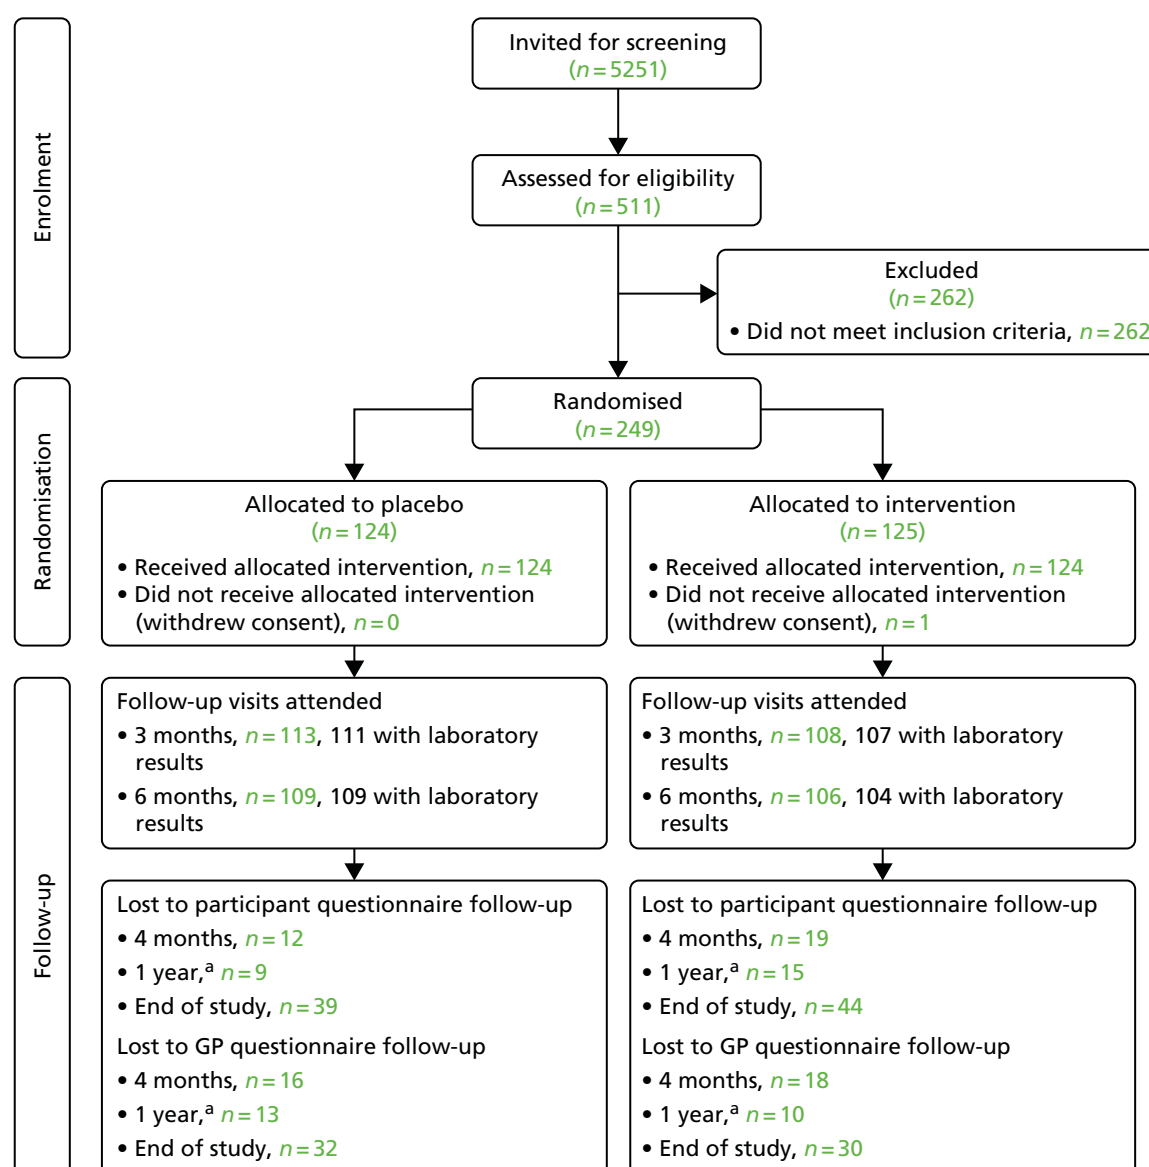 Enrolment
Invited for screening
(n=5251)
Assessed for eligibility
(n=511)
Excluded
(n=262)
• Did not meet inclusion criteria, n=262
Randomisation
Randomised
(n=249)
Allocated to placebo
(n=124)
• Received allocated intervention, n=124
• Did not receive allocated intervention
(withdrew consent), n=0
Allocated to intervention
(n=125)
• Received allocated intervention, n=124
• Did not receive allocated intervention
(withdrew consent), n=1
Follow-up
Follow-up visits attended
• 3 months, n=113, 111 with laboratory
results
• 6 months, n=109, 109 with laboratory
results
Follow-up visits attended
• 3 months, n=108, 107 with laboratory
results
• 6 months, n=106, 104 with laboratory
results
Lost to participant questionnaire follow-up
• 4 months, n=12
• 1 year,a n=9
• End of study, n=39
Lost to GP questionnaire follow-up
• 4 months, n=16
• 1 year,a n=13
• End of study, n=32
Lost to participant questionnaire follow-up
• 4 months, n=19
• 1 year,a n=15
• End of study, n=44
Lost to GP questionnaire follow-up
• 4 months, n=18
• 1 year,a n=10
• End of study, n=30